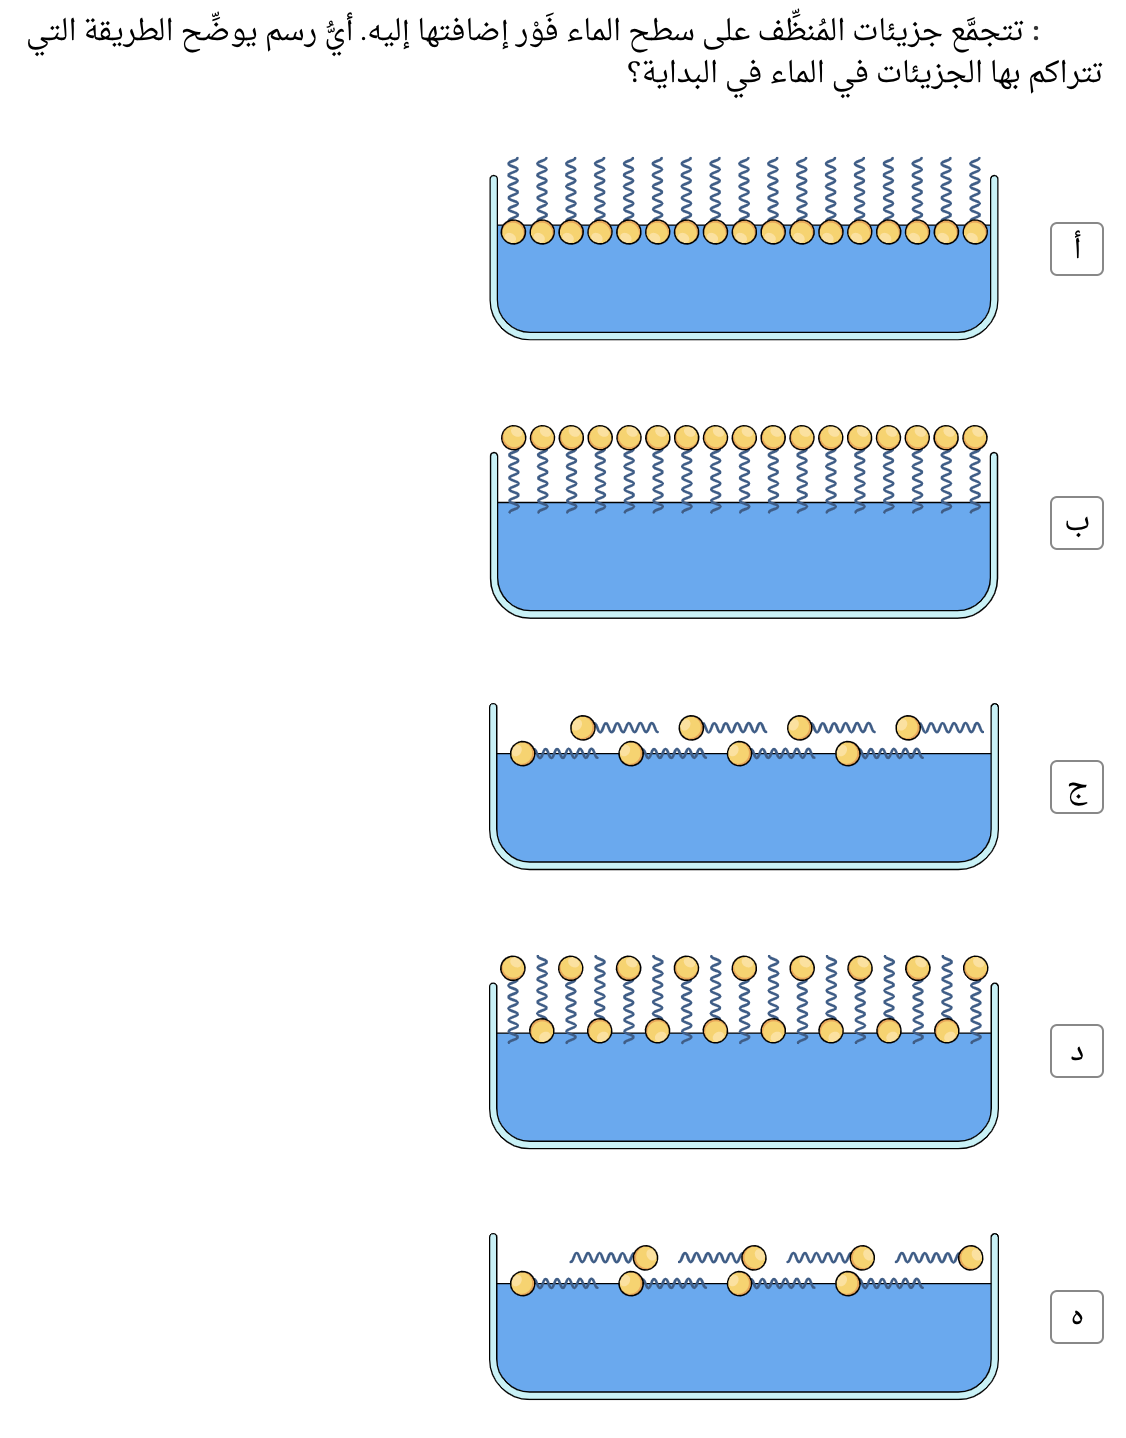 : تتجمَّع جزيئات المُنظِّف على سطح الماء فَوْر إضافتها إليه. أيُّ رسم يوضِّح الطريقة التي
تتراكم بها الجزيئات في الماء في البداية؟
أ
ب
ج
د
ه